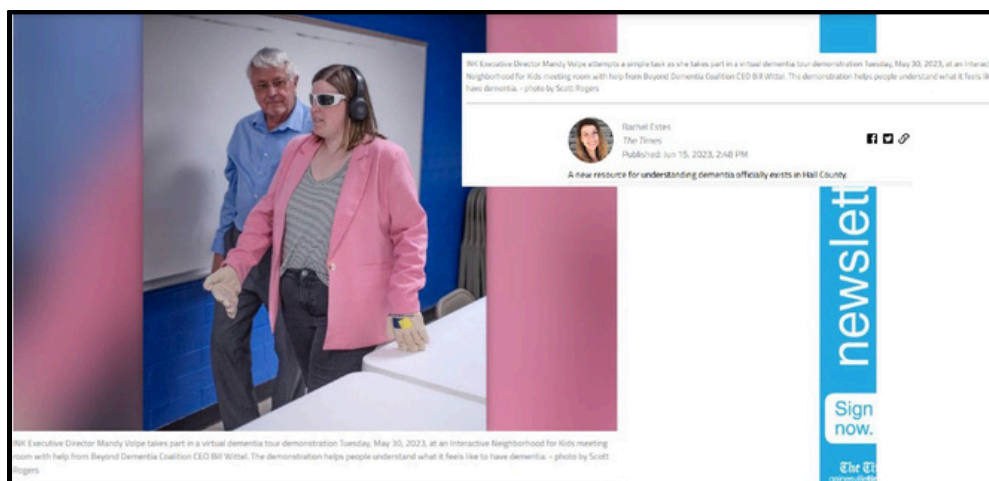 INK Executive Director Mandy Volpe attempts a simple task as she takes part in a virtual dementia tour demonstration Tuesday, May 30, 2023, at an Interact
Neighborhood for Kids meeting room with help from Beyond Dementia Coalition CEO Bill Wittel. The demonstration helps people understand what it feels lik
have dementia. - photo by Scott Rogers
Rachel Estes
The Times
Published: Jun 15, 2023, 2:48 PM
A new resource for understanding dementia officially exists in Hall County.
newslett
Sign
now.
The Ti
INK Executive Director Mandy Volpe takes part in a virtual dementia tour demonstration Tuesday, May 30, 2023, at an Interactive Neighborhood for Kids meeting
room with help from Beyond Dementia Coalition CEO Bill Wittel. The demonstration helps people understand what it feels like to have dementia. - photo by Scott
Rogers